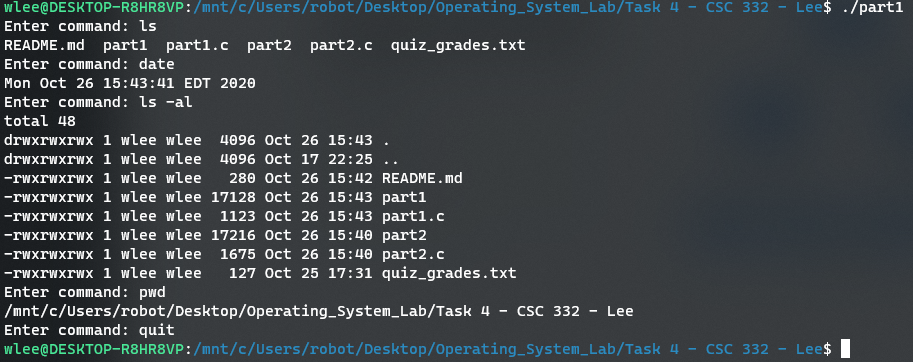 wlee@DESKTOP-R8HR8VP:/mnt/c/Users/robot/Desktop/Operating_System_Lab/Task 4 - CSC 332 - Lee$ ./part1
Enter command: ls
README.md  part1  part1.c  part2  part2.c  quiz_grades.txt
Enter command: date
Mon Oct 26 15:43:41 EDT 2020
Enter command: ls -al
total 48
drwxrwxrwx 1 wlee wlee  4096 Oct 26 15:43 .
drwxrwxrwx 1 wlee wlee  4096 Oct 17 22:25 ..
-rwxrwxrwx 1 wlee wlee   280 Oct 26 15:42 README.md
-rwxrwxrwx 1 wlee wlee 17128 Oct 26 15:43 part1
-rwxrwxrwx 1 wlee wlee  1123 Oct 26 15:43 part1.c
-rwxrwxrwx 1 wlee wlee 17216 Oct 26 15:40 part2
-rwxrwxrwx 1 wlee wlee  1675 Oct 26 15:40 part2.c
-rwxrwxrwx 1 wlee wlee   127 Oct 25 17:31 quiz_grades.txt
Enter command: pwd
/mnt/c/Users/robot/Desktop/Operating_System_Lab/Task 4 - CSC 332 - Lee
Enter command: quit
wlee@DESKTOP-R8HR8VP:/mnt/c/Users/robot/Desktop/Operating_System_Lab/Task 4 - CSC 332 - Lee$